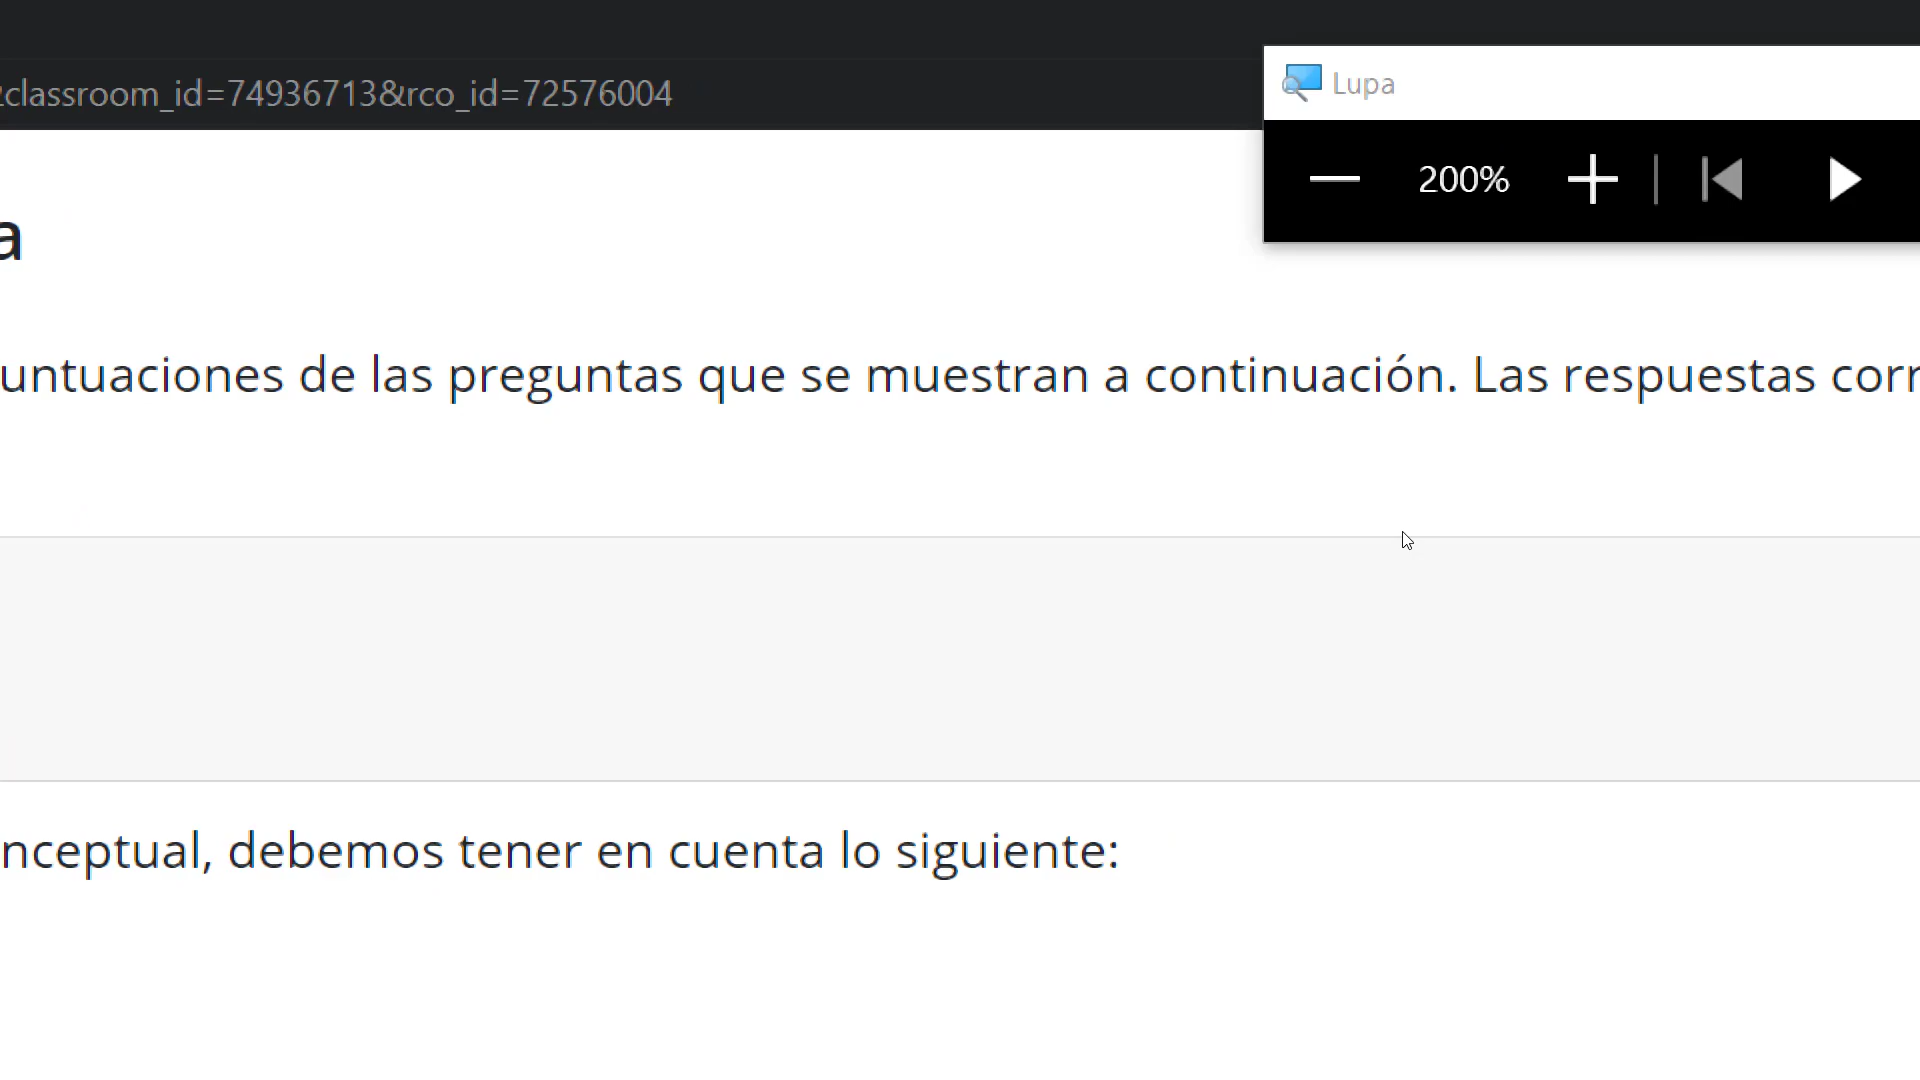 classroom_id=74936713&rco_id=72576004
Lupa
200%
a
untuaciones de las preguntas que se muestran a continuación. Las respuestas corr
nceptual, debemos tener en cuenta lo siguiente: